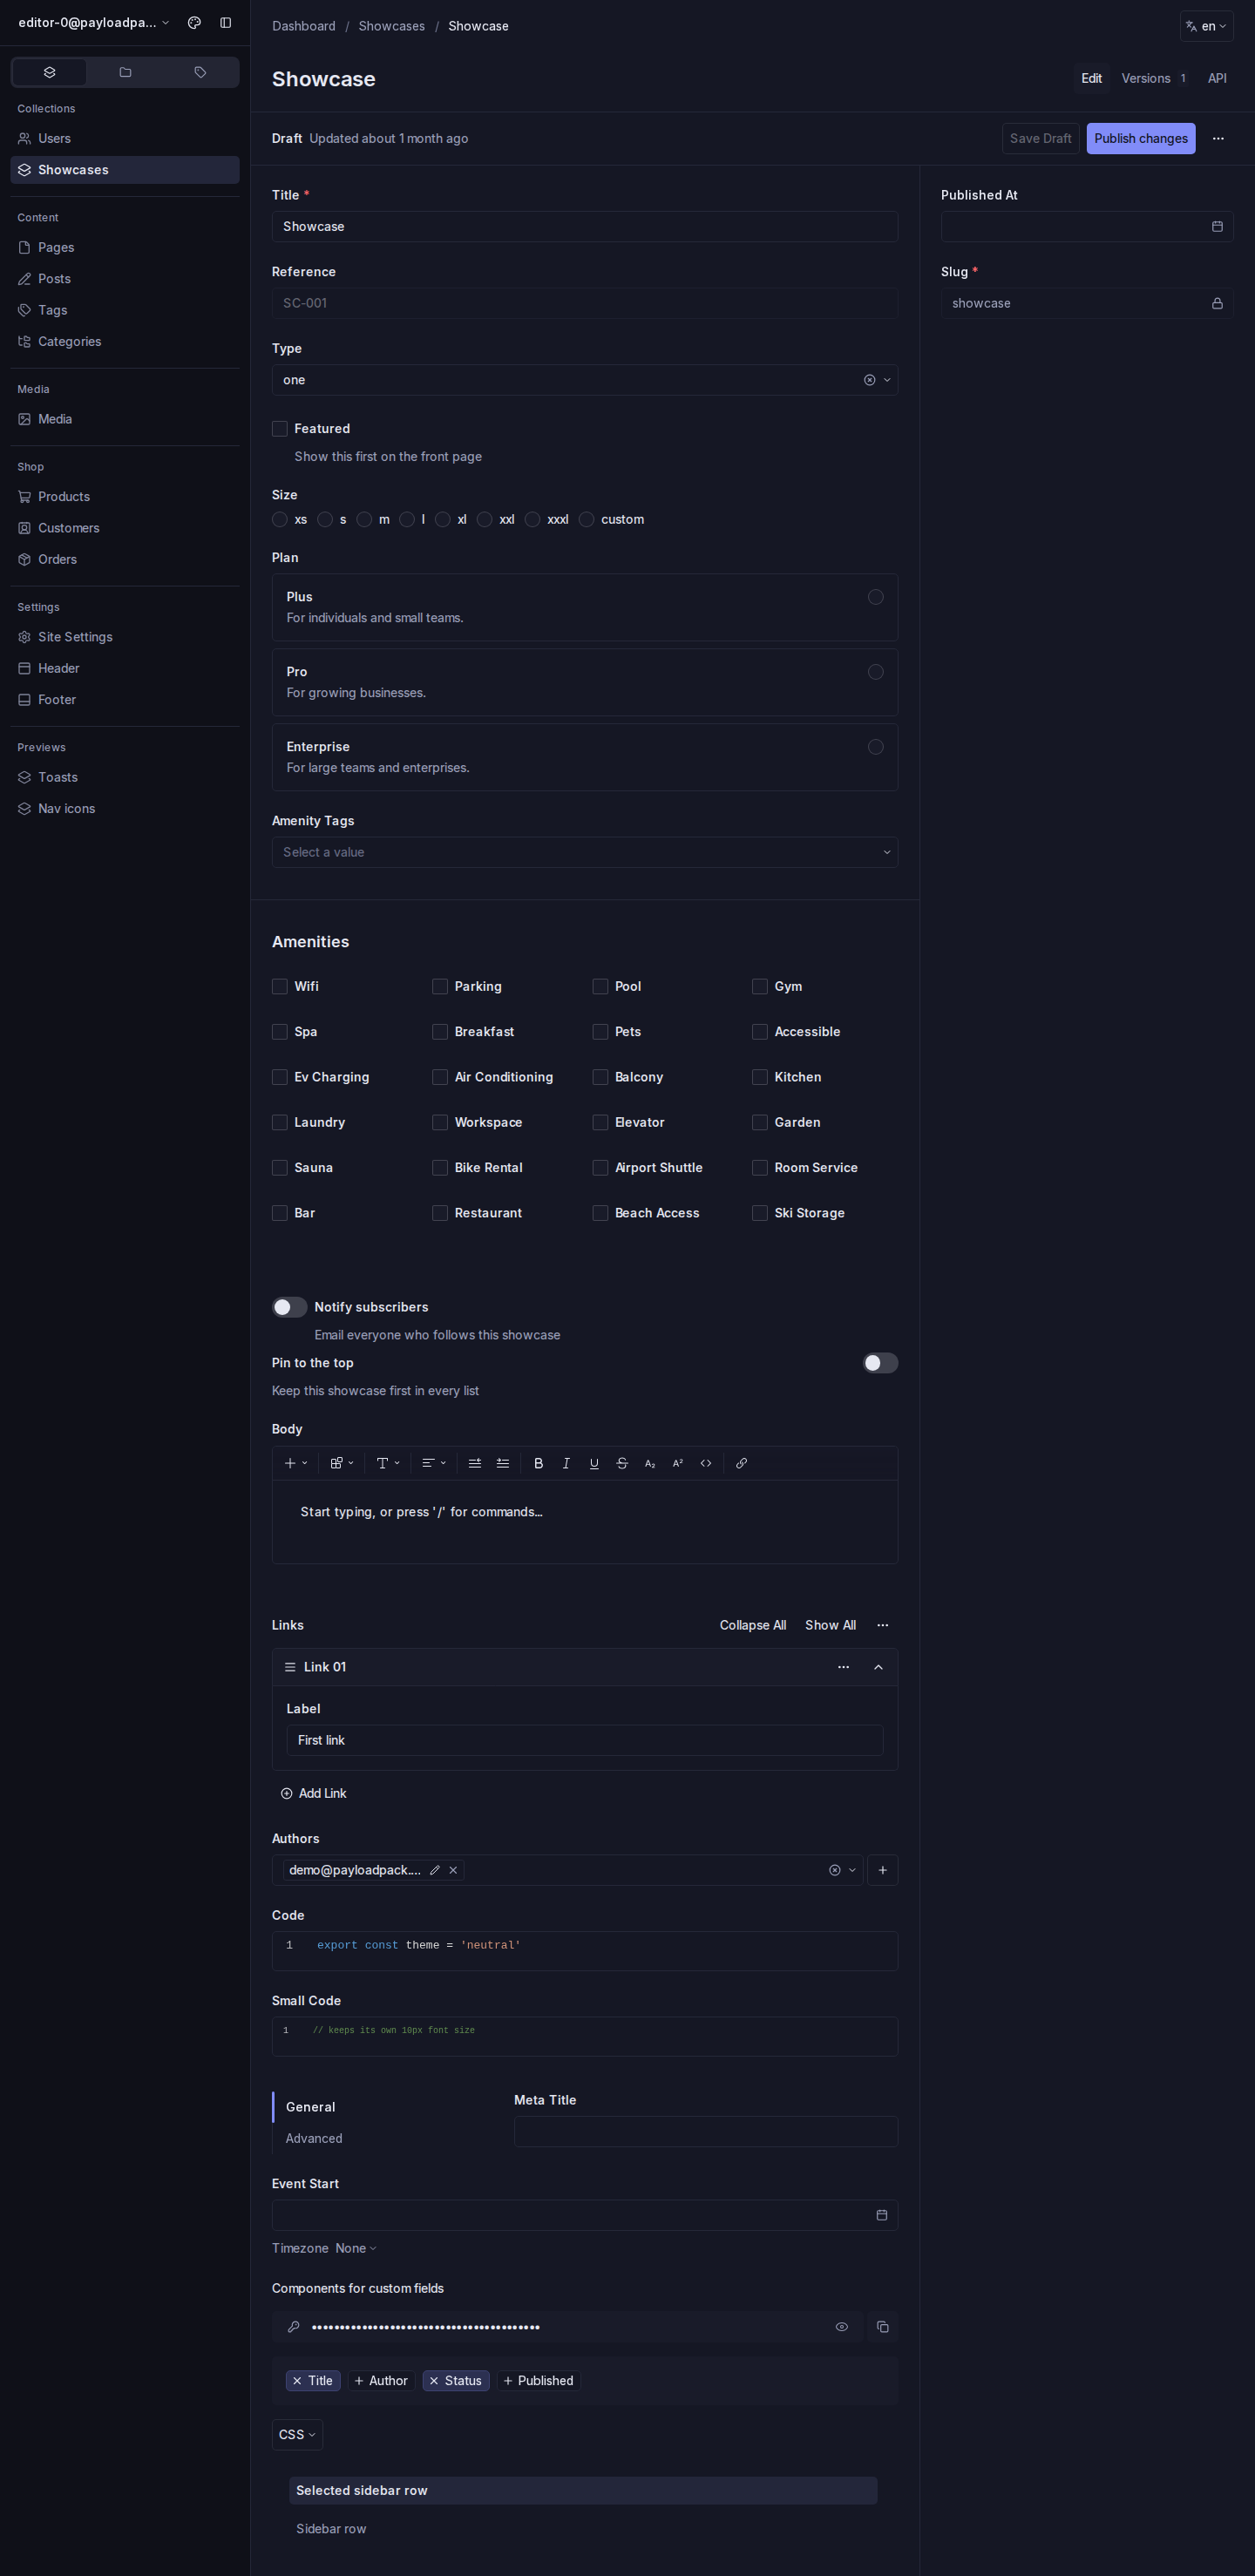 editor-0@payloadpa...
Dashboard / Showcases / Showcase
en
Collections
Users
Showcases
Content
Pages
Posts
Tags
Categories
Media
Media
Shop
Products
Customers
Orders
Settings
Site Settings
Header
Footer
Previews
Toasts
Nav icons
Showcase
Edit Versions 1 API
Draft Updated about 1 month ago
Save Draft Publish changes
Title *
Showcase
Reference
SC-001
Type
one
Featured
Show this first on the front page
Size
xs s m l xl xxl xxxl custom
Plan
Plus
For individuals and small teams.
Pro
For growing businesses.
Enterprise
For large teams and enterprises.
Amenity Tags
Select a value
Amenities
Wifi Parking Pool Gym
Spa Breakfast Pets Accessible
Ev Charging Air Conditioning Balcony Kitchen
Laundry Workspace Elevator Garden
Sauna Bike Rental Airport Shuttle Room Service
Bar Restaurant Beach Access Ski Storage
Notify subscribers
Email everyone who follows this showcase
Pin to the top
Keep this showcase first in every list
Body
Start typing, or press '/' for commands...
Links
Collapse All Show All
Link 01
Label
First link
Add Link
Authors
demo@payloadpack....
Code
1 export const theme = 'neutral'
Small Code
1 // keeps its own 10px font size
General
Advanced
Meta Title
Event Start
Timezone None
Components for custom fields
Title Author Status Published
CSS
Selected sidebar row
Sidebar row
Published At
Slug *
showcase